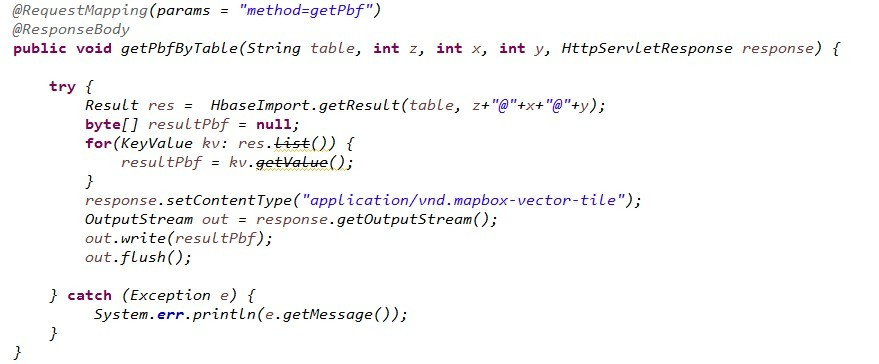 @RequestMapping(params = "method=getPbf")
@ResponseBody
public void getPbfByTable(String table, int z, int x, int y, HttpServletResponse response) {
try {
Result res = HbaseImport.getResult(table, z+"@"+x+"@"+y);
byte[] resultPbf = null;
for(KeyValue kv: res.list()) {
resultPbf = kv.getValue();
}
response.setContentType("application/vnd.mapbox-vector-tile");
OutputStream out = response.getOutputStream();
out.write(resultPbf);
out.flush();
} catch (Exception e) {
System.err.println(e.getMessage());
}
}